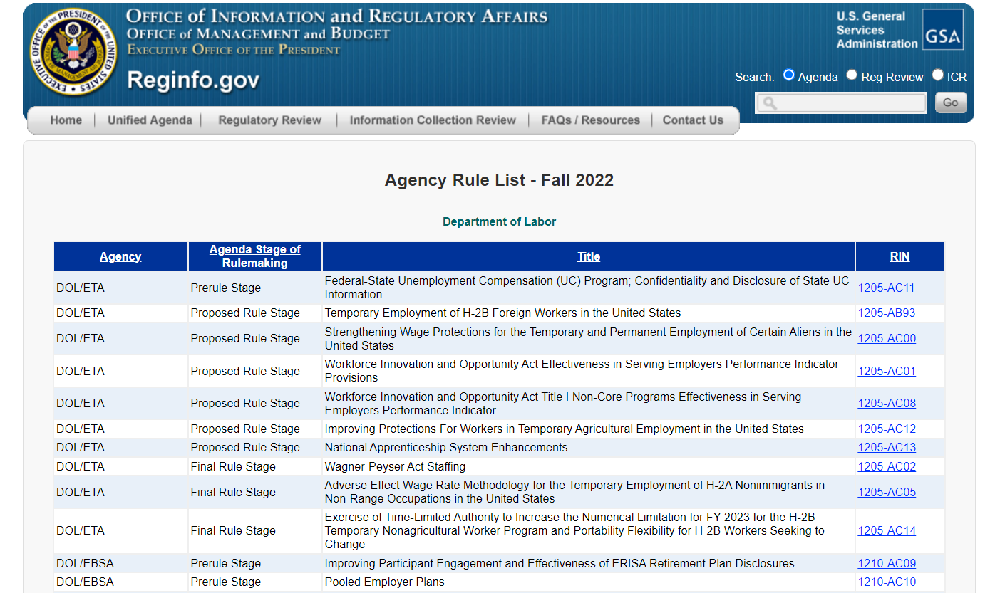 OFFICE of INFORMATION and REGULATORY AFFAIRS
OFFICE of MANAGEMENT and BUDGET
EXECUTIVE OFFICE OF THE PRESIDENT
Reginfo.gov
EXECUTIVE OFFICE OF THE PRESIDENT OF THE UNITED STATES
OFFICE OF MANAGEMENT AND BUDGET
U.S. General
Services
Administration
GSA
Search: Agenda Reg Review ICR
Go
Home Unified Agenda Regulatory Review Information Collection Review FAQs / Resources Contact Us
Agency Rule List - Fall 2022
Department of Labor
Agency Agenda Stage of Rulemaking Title RIN
DOL/ETA Prerule Stage Federal-State Unemployment Compensation (UC) Program; Confidentiality and Disclosure of State UC
Information 1205-AC11
DOL/ETA Proposed Rule Stage Temporary Employment of H-2B Foreign Workers in the United States 1205-AB93
DOL/ETA Proposed Rule Stage Strengthening Wage Protections for the Temporary and Permanent Employment of Certain Aliens in the
United States 1205-AC00
DOL/ETA Proposed Rule Stage Workforce Innovation and Opportunity Act Effectiveness in Serving Employers Performance Indicator
Provisions 1205-AC01
DOL/ETA Proposed Rule Stage Workforce Innovation and Opportunity Act Title I Non-Core Programs Effectiveness in Serving
Employers Performance Indicator 1205-AC08
DOL/ETA Proposed Rule Stage Improving Protections For Workers in Temporary Agricultural Employment in the United States 1205-AC12
DOL/ETA Proposed Rule Stage National Apprenticeship System Enhancements 1205-AC13
DOL/ETA Final Rule Stage Wagner-Peyser Act Staffing 1205-AC02
DOL/ETA Final Rule Stage Adverse Effect Wage Rate Methodology for the Temporary Employment of H-2A Nonimmigrants in
Non-Range Occupations in the United States 1205-AC05
DOL/ETA Final Rule Stage Exercise of Time-Limited Authority to Increase the Numerical Limitation for FY 2023 for the H-2B
Temporary Nonagricultural Worker Program and Portability Flexibility for H-2B Workers Seeking to
Change 1205-AC14
DOL/EBSA Prerule Stage Improving Participant Engagement and Effectiveness of ERISA Retirement Plan Disclosures 1210-AC09
DOL/EBSA Prerule Stage Pooled Employer Plans 1210-AC10